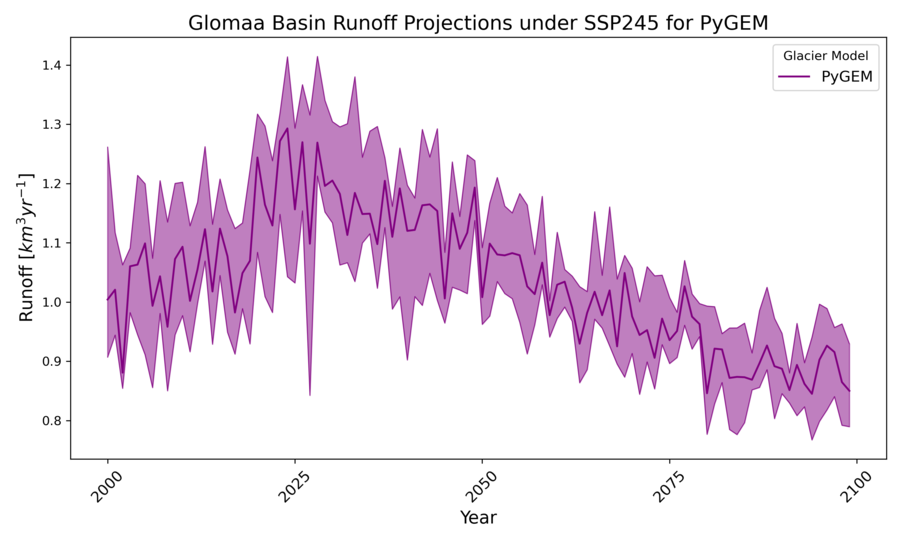 Glomaa Basin Runoff Projections under SSP245 for PyGEM
Glacier Model
PyGEM
Runoff [km³yr⁻¹]
1.4
1.3
1.2
1.1
1.0
0.9
0.8
2000
2025
2050
2075
2100
Year